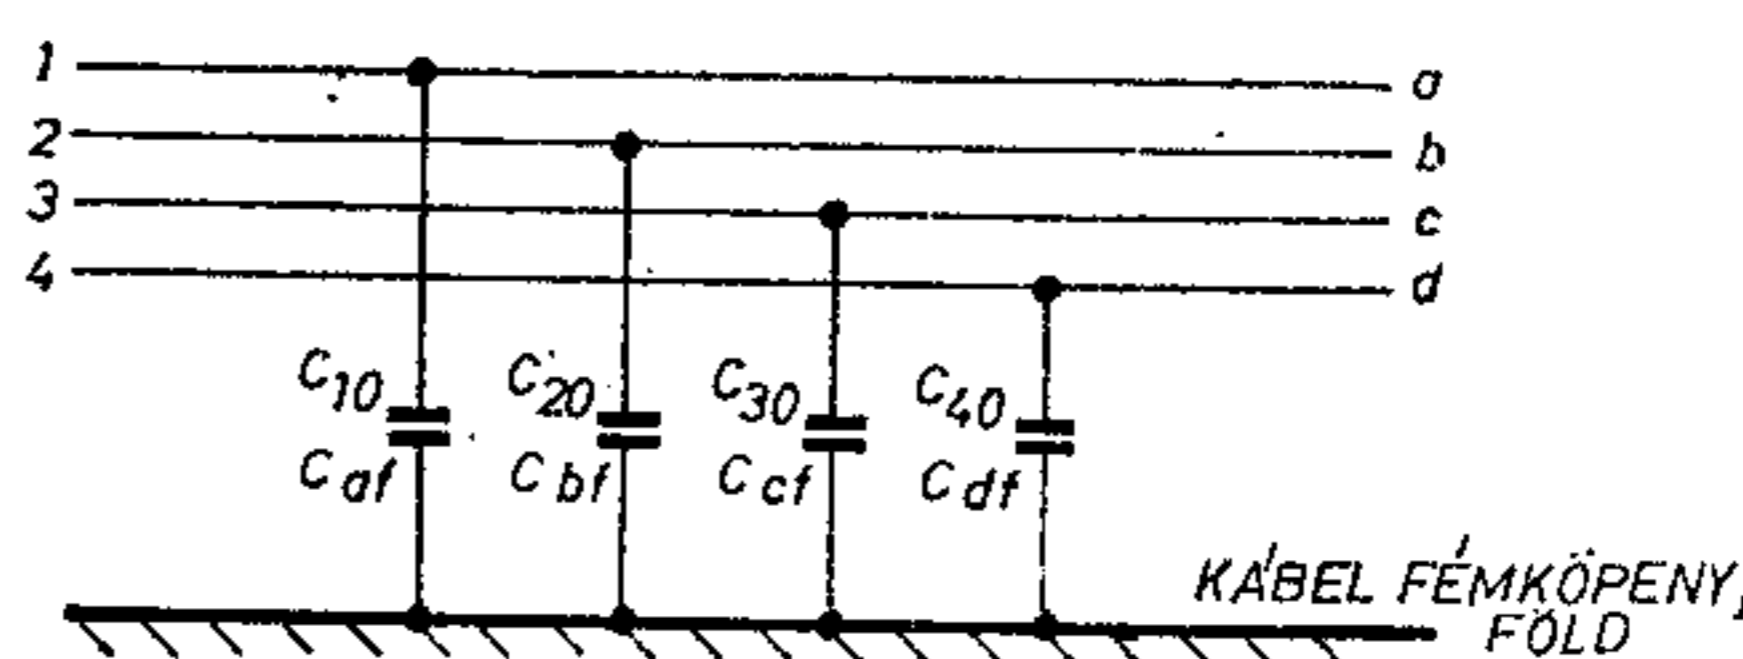 1 a
2 b
3 c
4 d
C10 C20 C30 C40
Caf Cbf Ccf Cdf
KÁBEL FÉMKÖPENY,
FÖLD